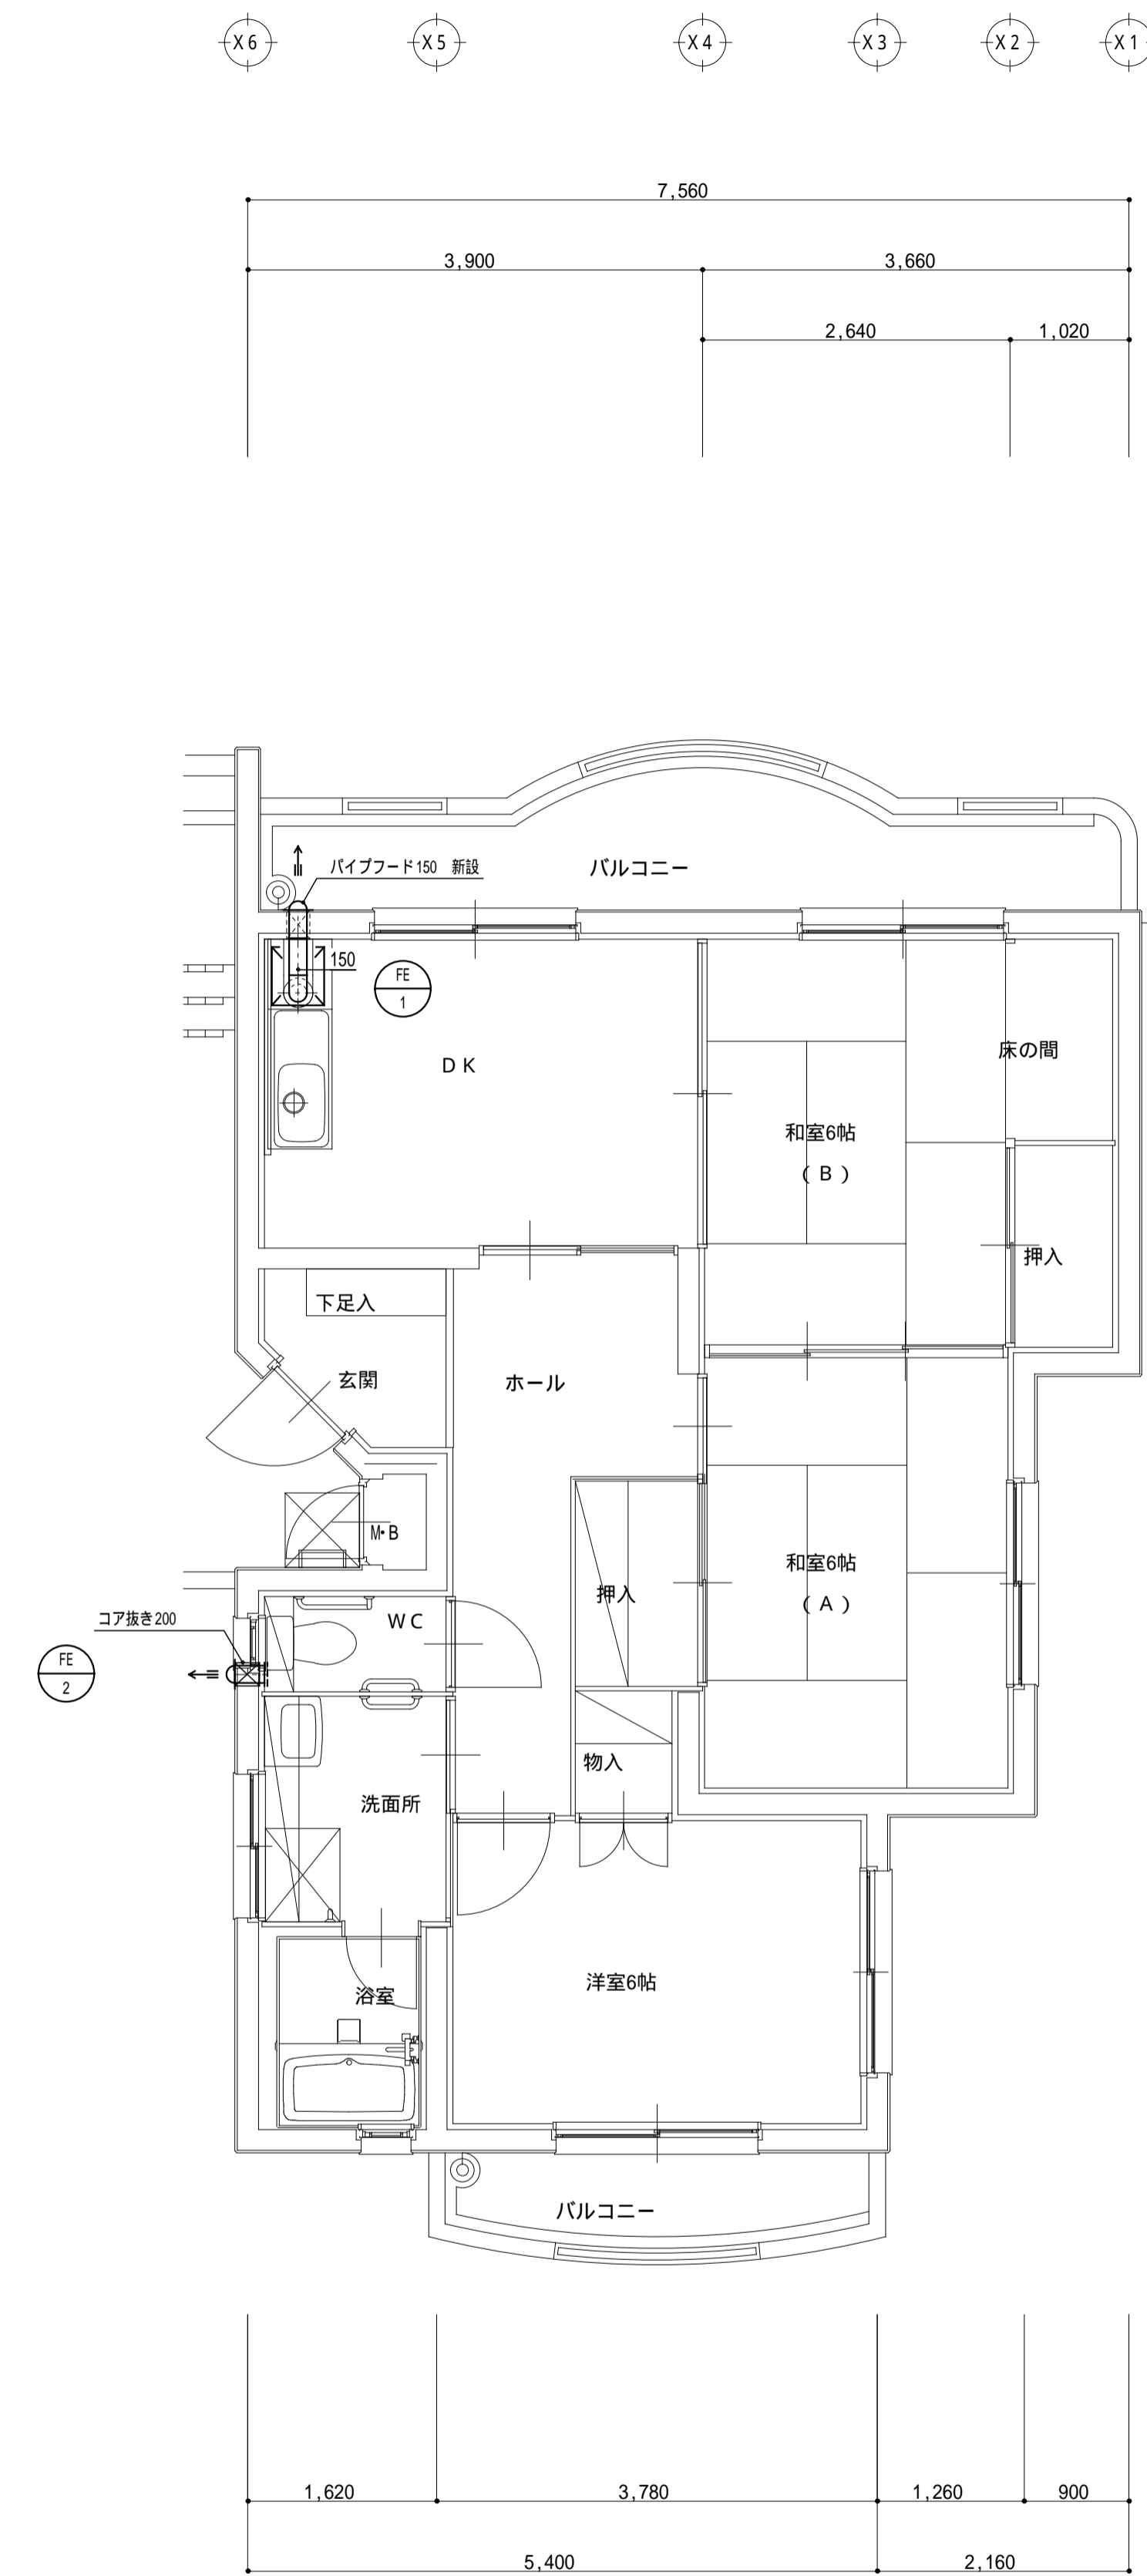 X6 X5 X4 X3 X2 X1
7,560
3,900 3,660
2,640 1,020
パイプフード150 新設
バルコニー
150
FE
1
DK
床の間
和室6帖
(B)
押入
下足入
玄関
ホール
M・B
和室6帖
(A)
押入
コア抜き200
WC
FE
2
物入
洗面所
洋室6帖
浴室
バルコニー
1,620 3,780 1,260 900
5,400 2,160